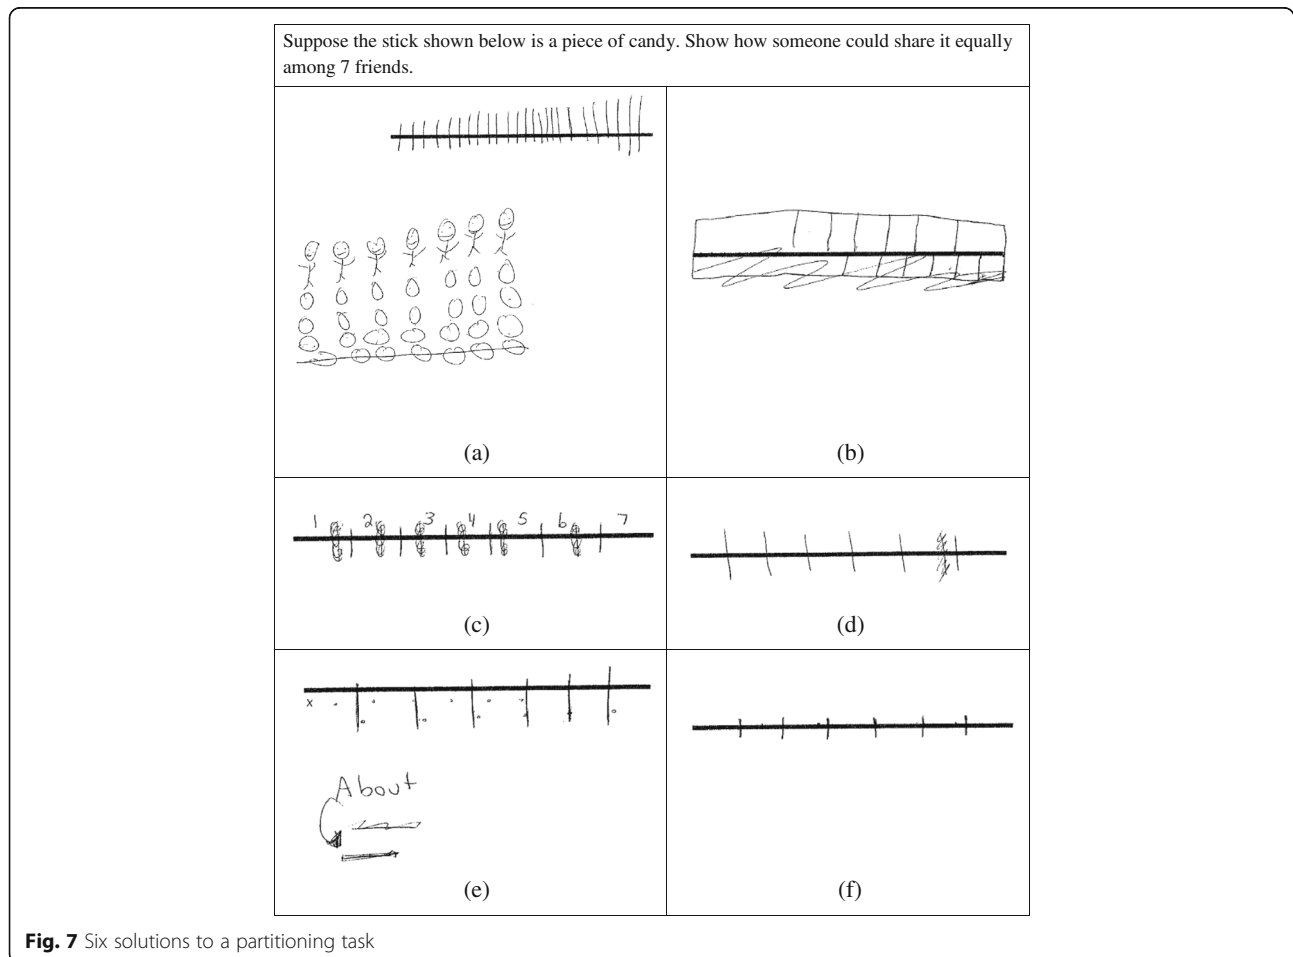 Suppose the stick shown below is a piece of candy. Show how someone could share it equally
among 7 friends.
(a)
(b)
1 2 3 4 5 6 7
(c)
(d)
x
About
(e)
(f)
Fig. 7 Six solutions to a partitioning task